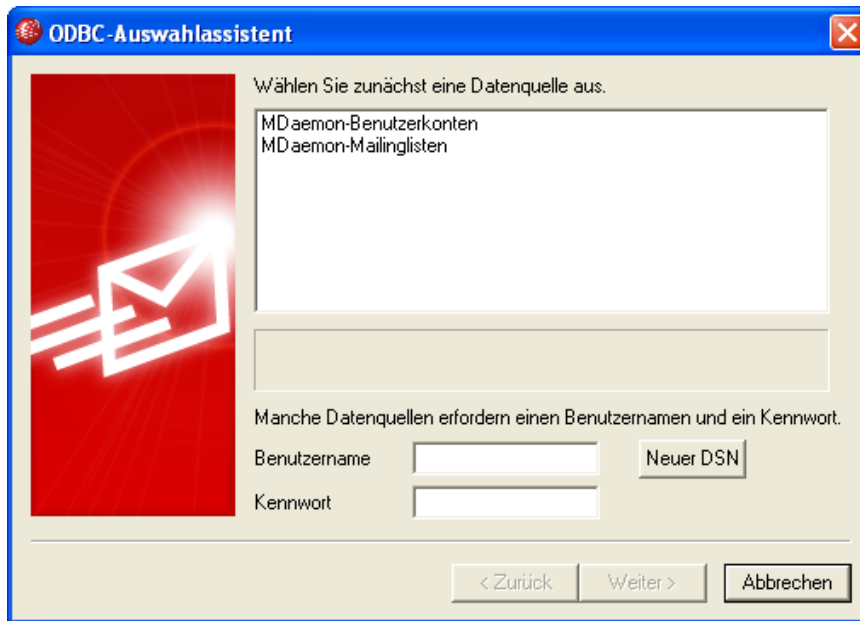 ODBC-Auswahlassistent
Wählen Sie zunächst eine Datenquelle aus.
MDaemon-Benutzerkonten
MDaemon-Mailinglisten
Manche Datenquellen erfordern einen Benutzernamen und ein Kennwort.
Benutzername
Neuer DSN
Kennwort
< Zurück
Weiter >
Abbrechen